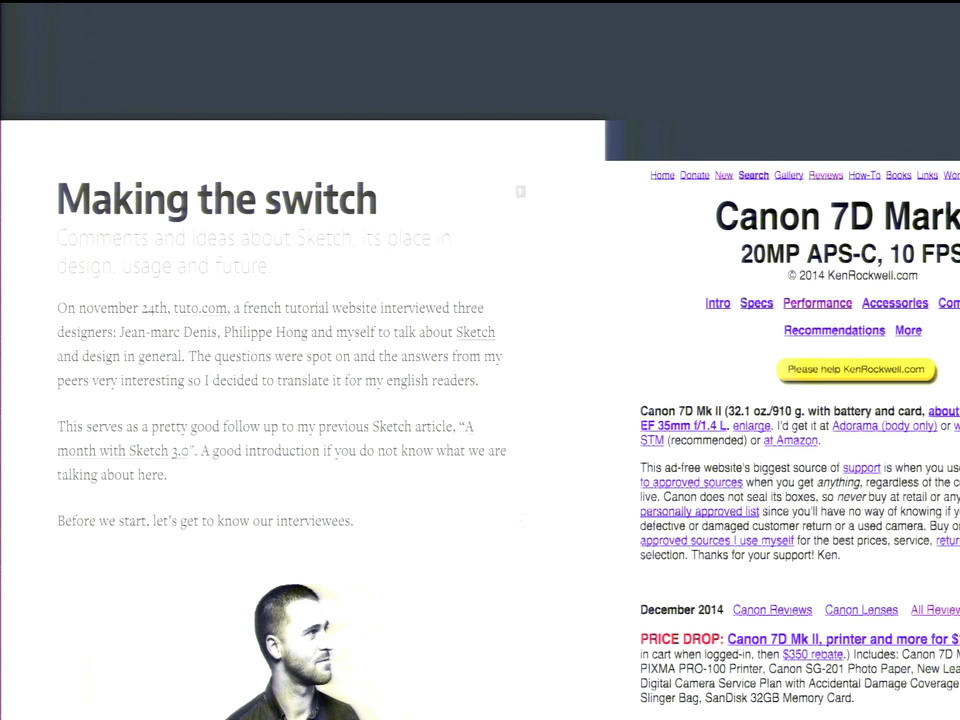 Making the switch
Comments and ideas about Sketch, its place in
design, usage and future.
On november 24th, tuto.com, a french tutorial website interviewed three
designers: Jean-marc Denis, Philippe Hong and myself to talk about Sketch
and design in general. The questions were spot on and the answers from my
peers very interesting so I decided to translate it for my english readers.
This serves as a pretty good follow up to my previous Sketch article, “A
month with Sketch 3.0”. A good introduction if you do not know what we are
talking about here.
Before we start, let’s get to know our interviewees.
Home Donate New Search Gallery Reviews How-To Books Links Wor
Canon 7D Mark
20MP APS-C, 10 FPS
© 2014 KenRockwell.com
Intro Specs Performance Accessories Com
Recommendations More
Please help KenRockwell.com
Canon 7D Mk II (32.1 oz./910 g. with battery and card, about
EF 35mm f/1.4 L. enlarge. I'd get it at Adorama (body only) or w
STM (recommended) or at Amazon.
This ad-free website's biggest source of support is when you use
to approved sources when you get anything, regardless of the co
live. Canon does not seal its boxes, so never buy at retail or any
personally approved list since you'll have no way of knowing if yo
defective or damaged customer return or a used camera. Buy on
approved sources I use myself for the best prices, service, return
selection. Thanks for your support! Ken.
December 2014 Canon Reviews Canon Lenses All Review
PRICE DROP: Canon 7D Mk II, printer and more for $
in cart when logged-in, then $350 rebate.) Includes: Canon 7D M
PIXMA PRO-100 Printer, Canon SG-201 Photo Paper, New Lea
Digital Camera Service Plan with Accidental Damage Coverage
Slinger Bag, SanDisk 32GB Memory Card.